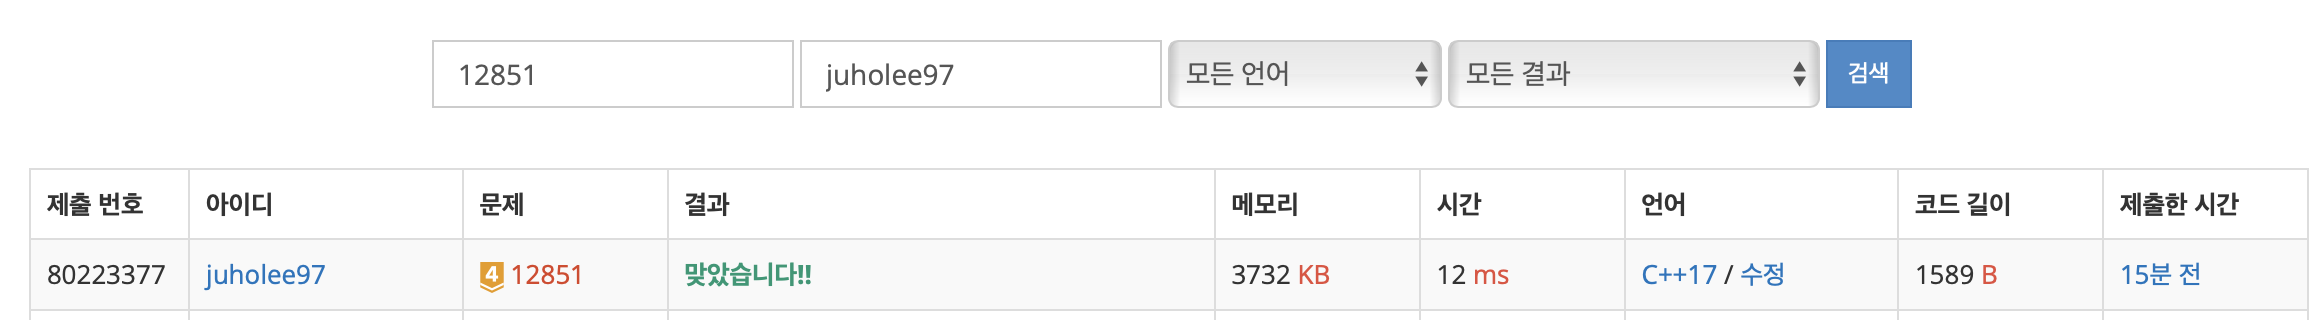 12851 juholee97 모든 언어 모든 결과 검색
제출 번호 아이디 문제 결과 메모리 시간 언어 코드 길이 제출한 시간
80223377 juholee97 4 12851 맞았습니다!! 3732 KB 12 ms C++17 / 수정 1589 B 15분 전